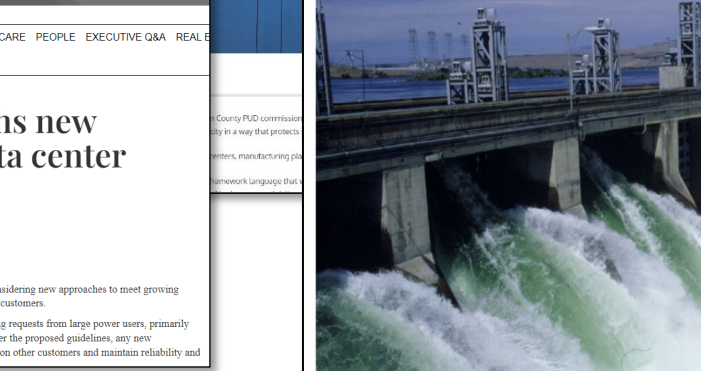 CARE PEOPLE EXECUTIVE Q&A REAL E
ns new
ta center
nsidering new approaches to meet growing
customers.
g requests from large power users, primarily
er the proposed guidelines, any new
on other customers and maintain reliability and
n County PUD commission
city in a way that protects
centers, manufacturing pla
framework language that w